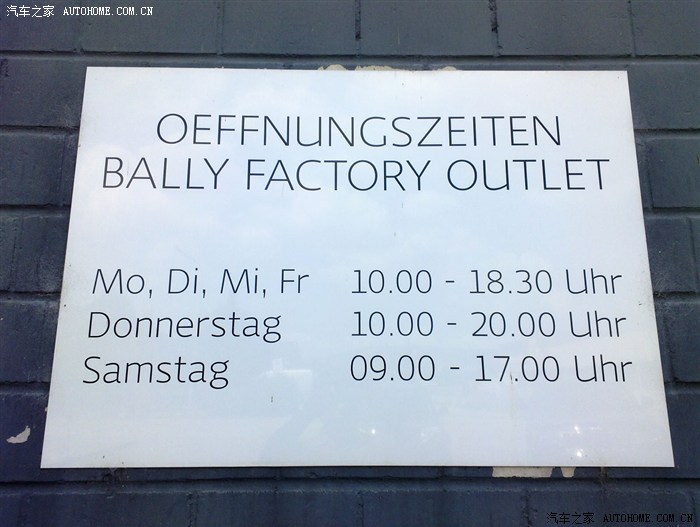 汽车之家 AUTOHOME.COM.CN
OEFFNUNGSZEITEN
BALLY FACTORY OUTLET
Mo, Di, Mi, Fr 10.00 - 18.30 Uhr
Donnerstag 10.00 - 20.00 Uhr
Samstag 09.00 - 17.00 Uhr
汽车之家 AUTOHOME.COM.CN